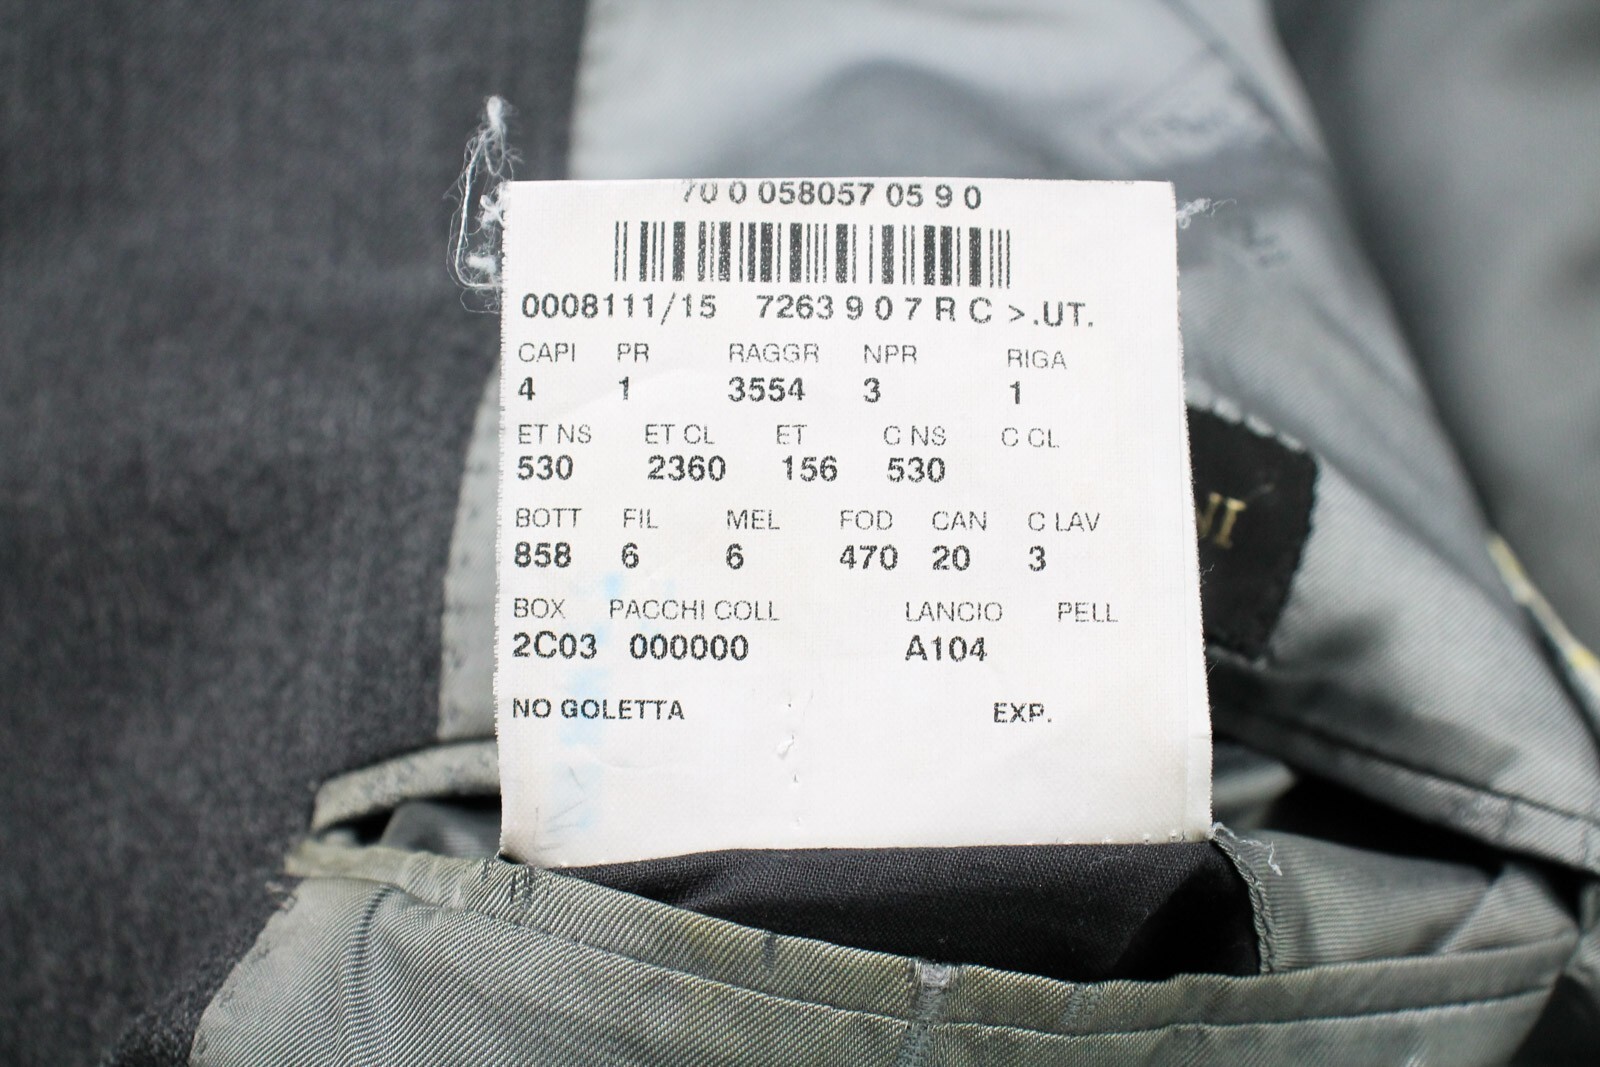 70 0 058057 05 9 0
0008111/15 7263 9 0 7 R C >.UT.
CAPI PR RAGGR NPR RIGA
4 1 3554 3 1
ET NS ET CL ET C NS C CL
530 2360 156 530
BOTT FIL MEL FOD CAN C LAV
858 6 6 470 20 3
BOX PACCHI COLL LANCIO PELL
2C03 000000 A104
NO GOLETTA EXP.
NI